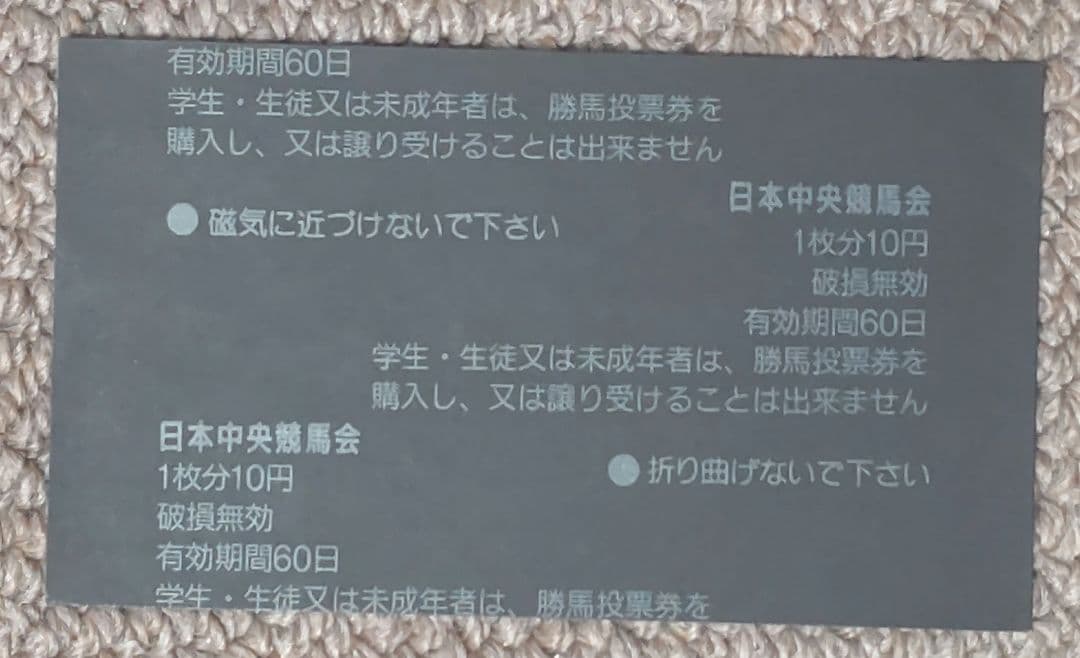 有効期間60日
学生・生徒又は未成年者は、勝馬投票券を
購入し、又は譲り受けることは出来ません
日本中央競馬会
● 磁気に近づけないで下さい
1枚分10円
破損無効
有効期間60日
学生・生徒又は未成年者は、勝馬投票券を
購入し、又は譲り受けることは出来ません
日本中央競馬会
1枚分10円
● 折り曲げないで下さい
破損無効
有効期間60日
学生・生徒又は未成年者は、勝馬投票券を